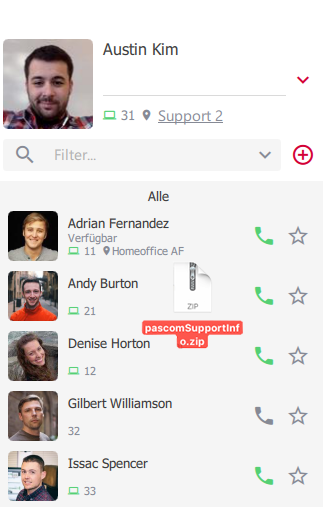 Austin Kim
31 Support 2
Filter...
Alle
Adrian Fernandez
Verfügbar
11 Homeoffice AF
Andy Burton
21
ZIP
pascomSupportInf
o.zip
Denise Horton
12
Gilbert Williamson
32
Issac Spencer
33